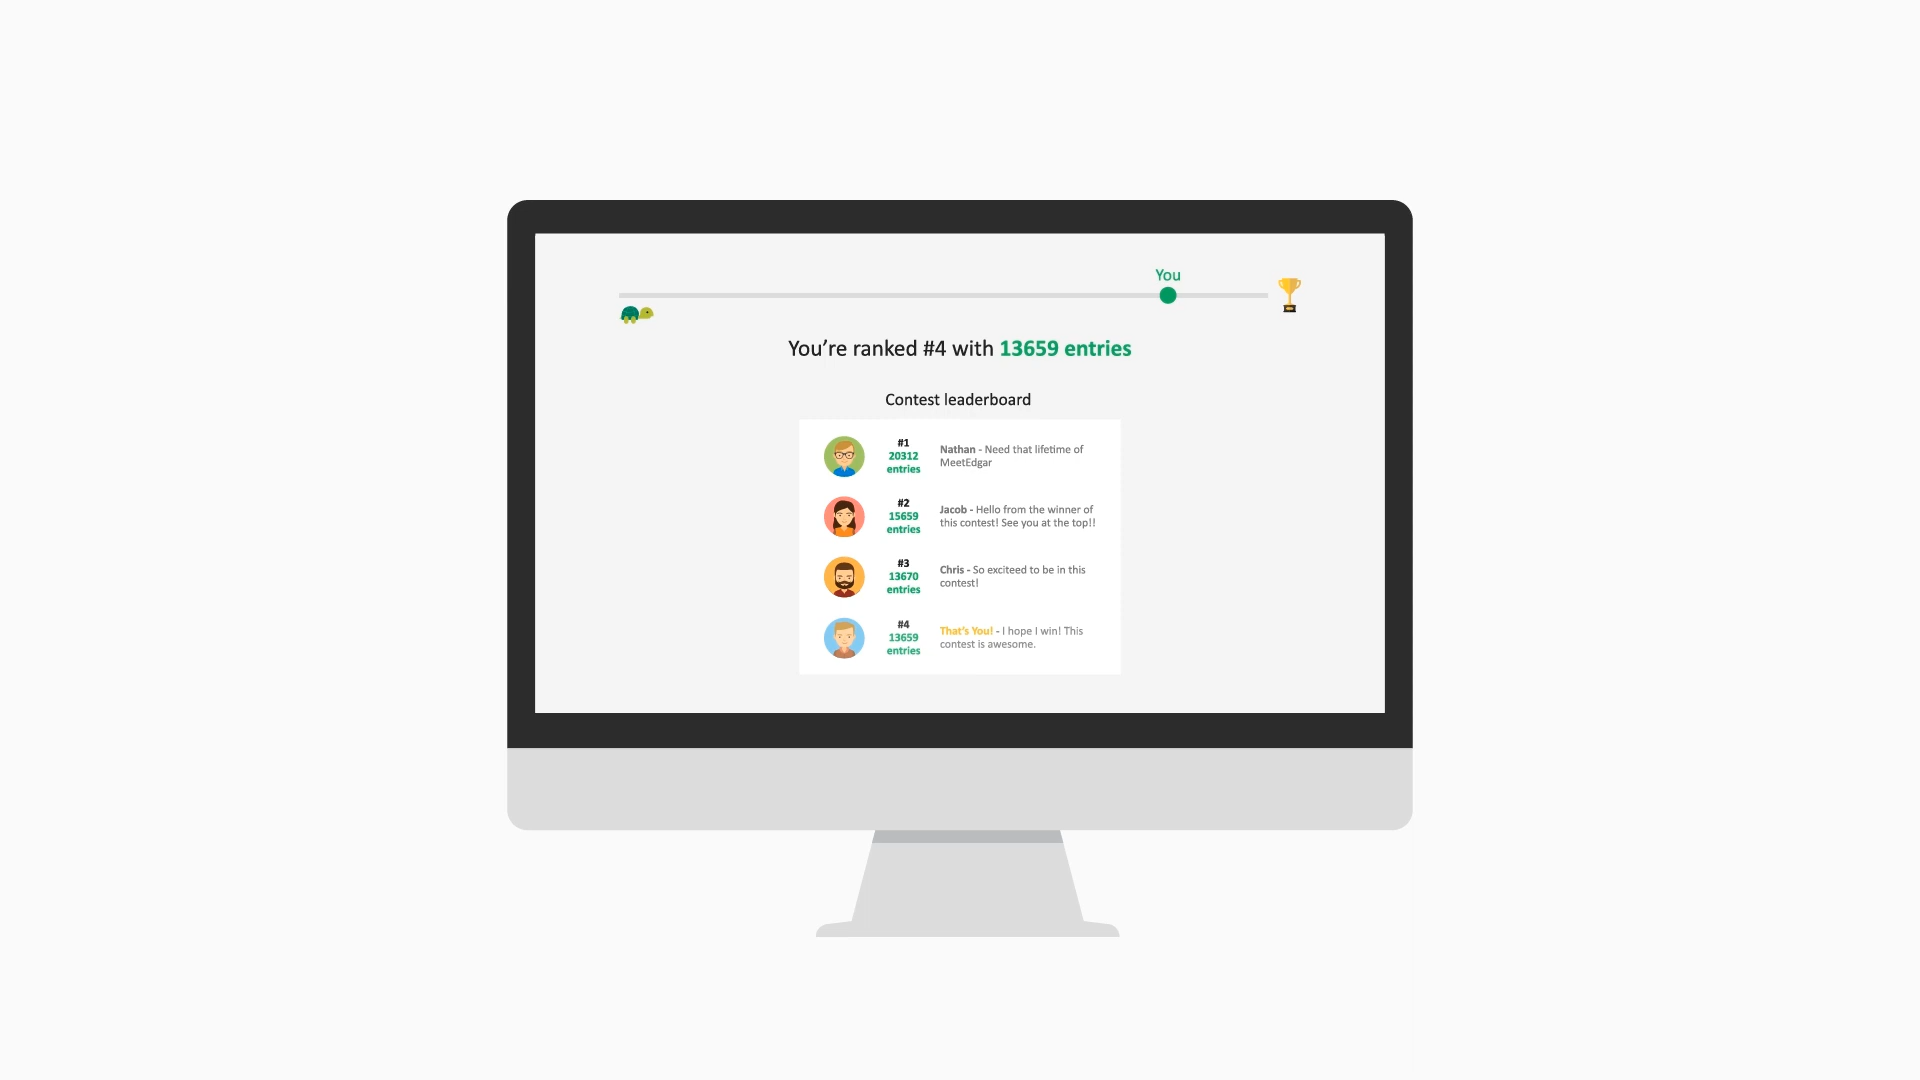 You
You’re ranked #4 with 13659 entries
Contest leaderboard
#1
20312
entries
Nathan - Need that lifetime of
MeetEdgar
#2
15659
entries
Jacob - Hello from the winner of
this contest! See you at the top!!
#3
13670
entries
Chris - So exciteed to be in this
contest!
#4
13659
entries
That’s You! - I hope I win! This
contest is awesome.